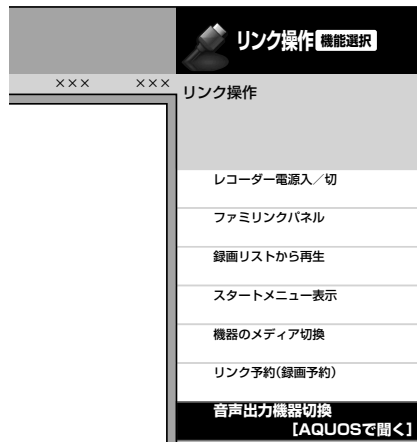 リンク操作 機能選択
××× ×××
リンク操作
レコーダー電源入／切
ファミリンクパネル
録画リストから再生
スタートメニュー表示
機器のメディア切換
リンク予約(録画予約)
音声出力機器切換
[AQUOSで聞く]